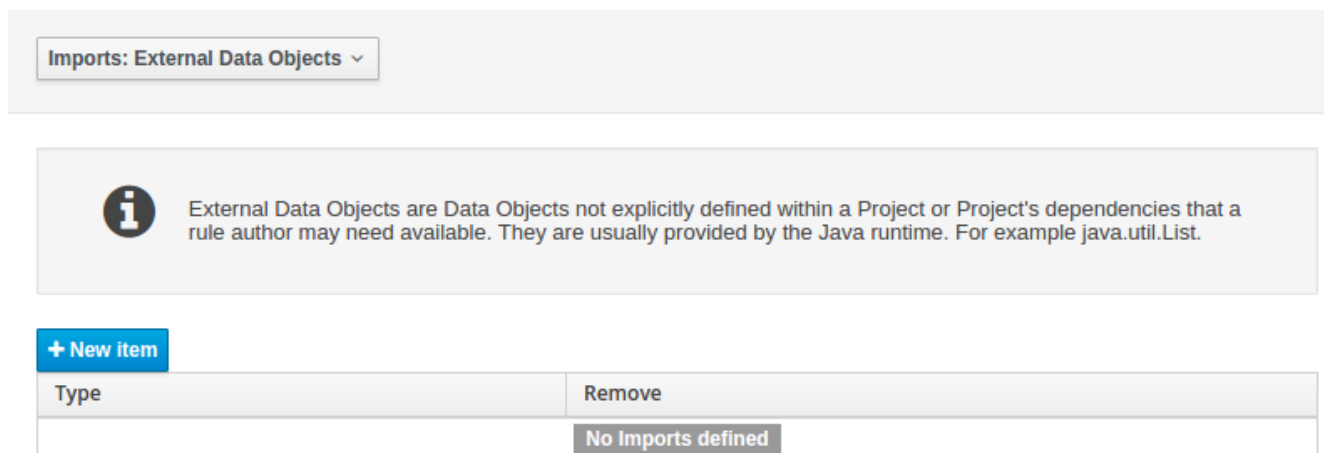 Imports: External Data Objects
External Data Objects are Data Objects not explicitly defined within a Project or Project's dependencies that a
rule author may need available. They are usually provided by the Java runtime. For example java.util.List.
+ New item
Type Remove
No Imports defined